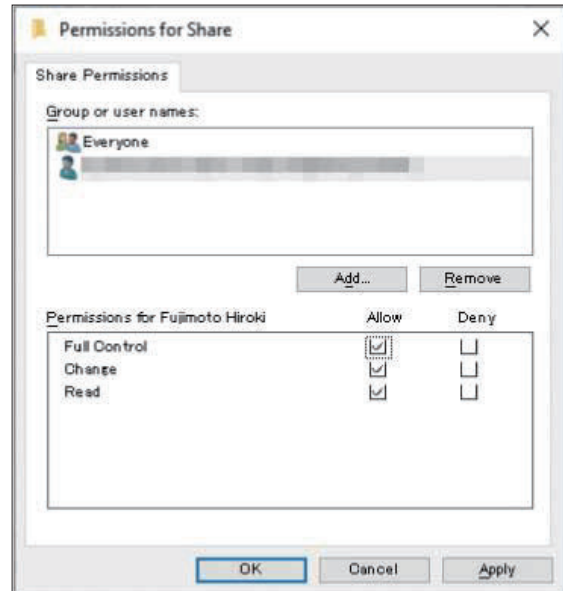 Permissions for Share
Share Permissions
Group or user names:
Everyone
Add...
Remove
Permissions for Fujimoto Hiroki
Allow
Deny
Full Control
Change
Read
OK
Cancel
Apply